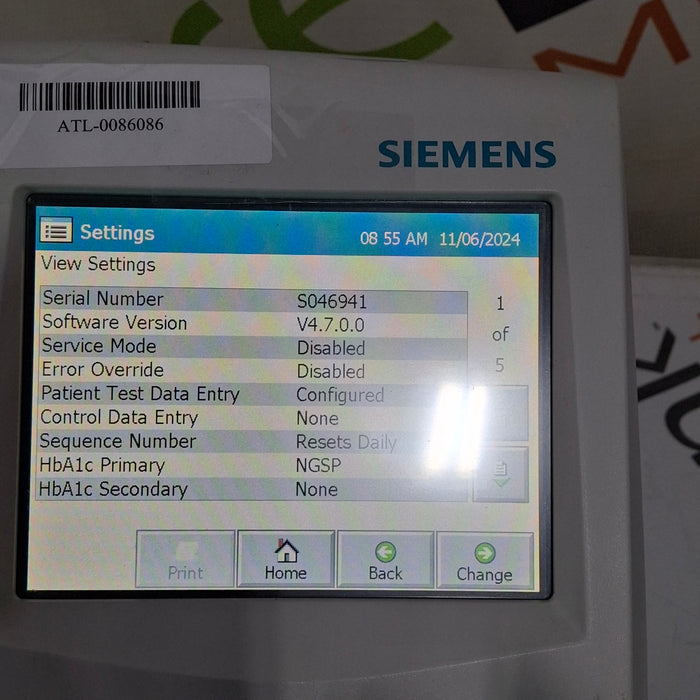 ATL-0086086
SIEMENS
Settings 08 55 AM 11/06/2024
View Settings
Serial Number S046941 1
Software Version V4.7.0.0 of
Service Mode Disabled
Error Override Disabled 5
Patient Test Data Entry Configured
Control Data Entry None
Sequence Number Resets Daily
HbA1c Primary NGSP
HbA1c Secondary None
Print Home Back Change